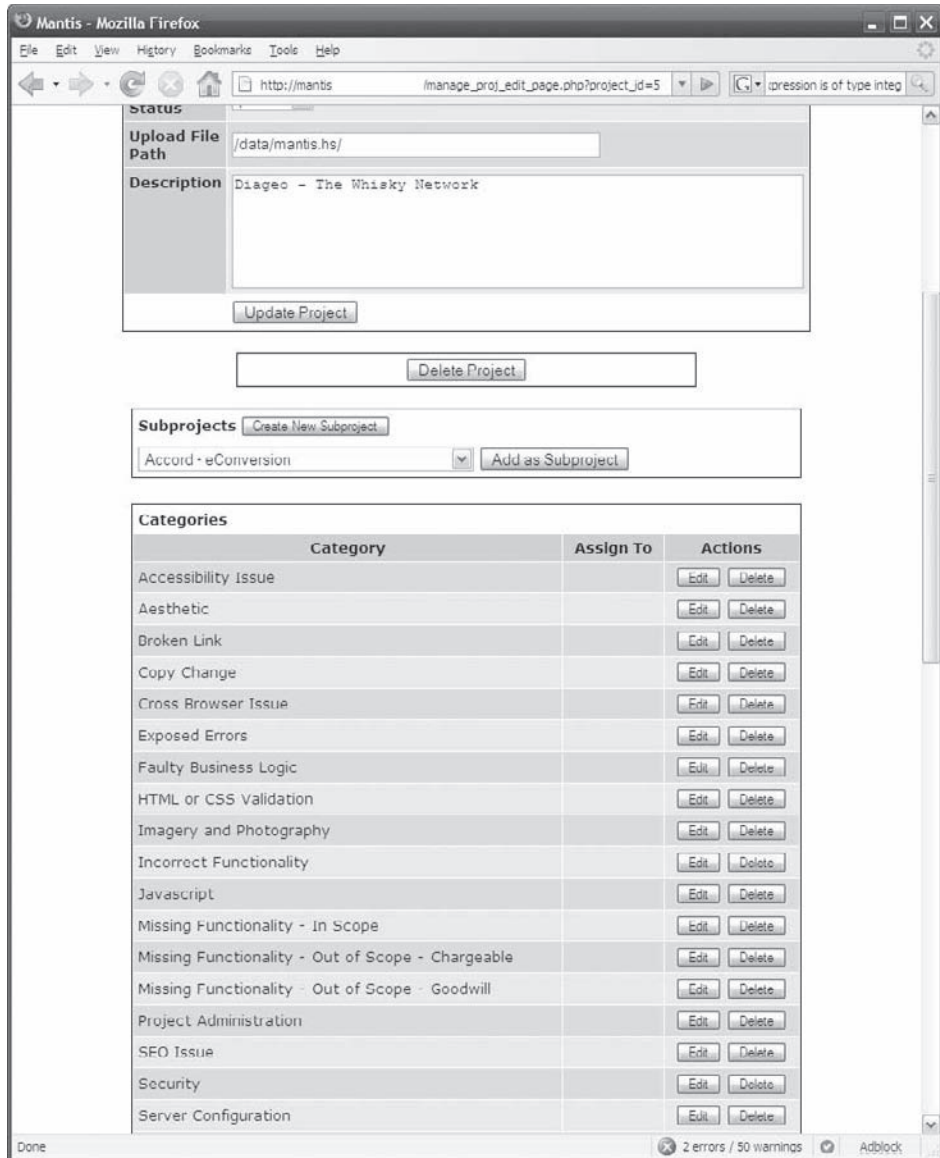 Mantis - Mozilla Firefox
File Edit View History Bookmarks Tools Help
http://mantis /manage_proj_edit_page.php?project_id=5 G pression is of type integ
Status
Upload File Path /data/mantis.hs/
Description Diageo - The Whisky Network
Update Project
Delete Project
Subprojects Create New Subproject
Accord - eConversion Add as Subproject
Categories
Category Assign To Actions
Accessibility Issue Edit Delete
Aesthetic Edit Delete
Broken Link Edit Delete
Copy Change Edit Delete
Cross Browser Issue Edit Delete
Exposed Errors Edit Delete
Faulty Business Logic Edit Delete
HTML or CSS Validation Edit Delete
Imagery and Photography Edit Delete
Incorrect Functionality Edit Delete
Javascript Edit Delete
Missing Functionality - In Scope Edit Delete
Missing Functionality - Out of Scope - Chargeable Edit Delete
Missing Functionality - Out of Scope - Goodwill Edit Delete
Project Administration Edit Delete
SEO Issue Edit Delete
Security Edit Delete
Server Configuration Edit Delete
Done 2 errors / 50 warnings Adblock